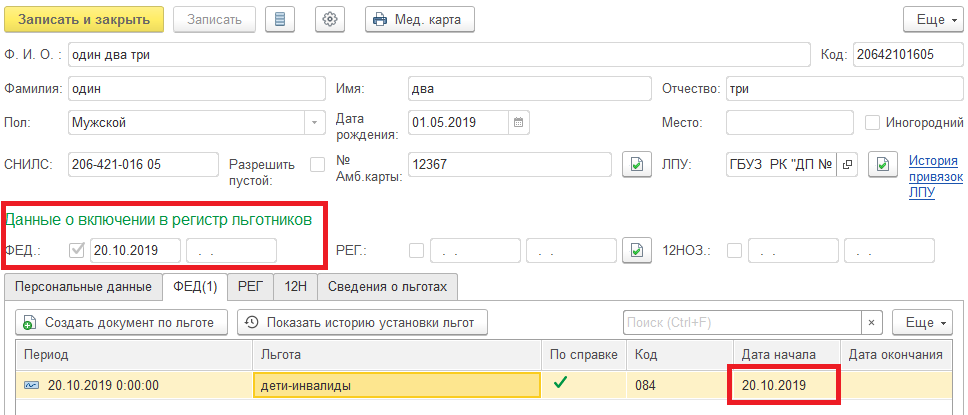 Записать и закрыть Записать Мед. карта Еще
Ф. И. О. : один два три Код: 20642101605
Фамилия: один Имя: два Отчество: три
Пол: Мужской Дата рождения: 01.05.2019 Место: Иногородний
СНИЛС: 206-421-016 05 Разрешить пустой: № Амб.карты: 12367 ЛПУ: ГБУЗ РК "ДП № История привязок ЛПУ
Данные о включении в регистр льготников
ФЕД.: 20.10.2019 . . РЕГ.: . . . . 12НОЗ.: . . . .
Персональные данные ФЕД(1) РЕГ 12Н Сведения о льготах
Создать документ по льготе Показать историю установки льгот Поиск (Ctrl+F) × Еще
Период Льгота По справке Код Дата начала Дата окончания
20.10.2019 0:00:00 дети-инвалиды 084 20.10.2019